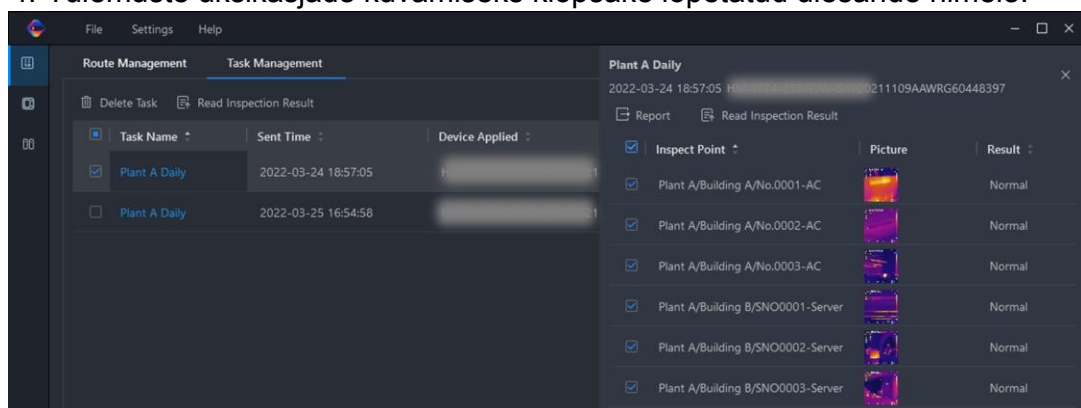 File Settings Help
Route Management Task Management
Delete Task Read Inspection Result
Task Name Sent Time Device Applied
Plant A Daily 2022-03-24 18:57:05
Plant A Daily 2022-03-25 16:54:58
Plant A Daily
2022-03-24 18:57:05 20211109AAWRG60448397
Report Read Inspection Result
Inspect Point Picture Result
Plant A/Building A/No.0001-AC Normal
Plant A/Building A/No.0002-AC Normal
Plant A/Building A/No.0003-AC Normal
Plant A/Building B/SNO0001-Server Normal
Plant A/Building B/SNO0002-Server Normal
Plant A/Building B/SNO0003-Server Normal